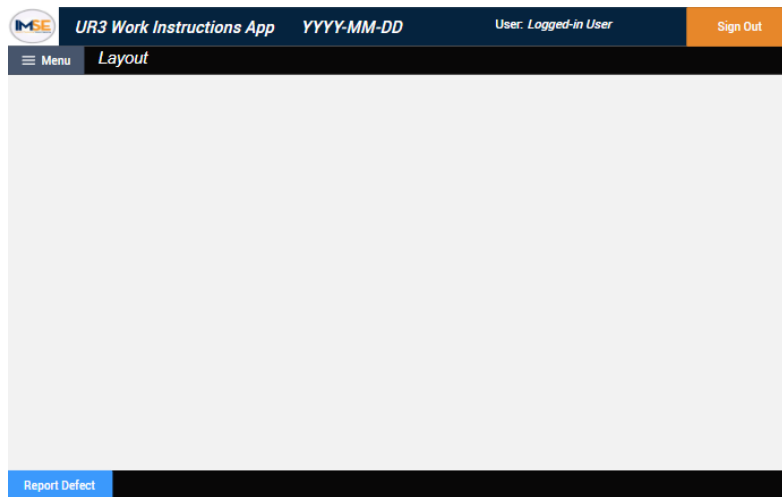 IMSE UR3 Work Instructions App YYYY-MM-DD User: Logged-in User Sign Out
Menu Layout
Report Defect